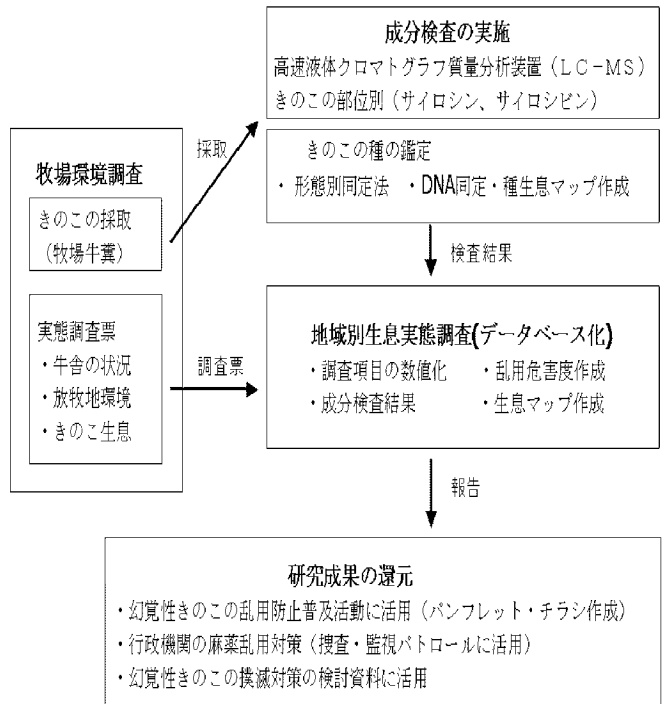 成分検査の実施
高速液体クロマトグラフ質量分析装置（ＬＣ－ＭＳ）
きのこの部位別（サイロシン、サイロシビン）
きのこの種の鑑定
・ 形態別同定法　・DNA同定・種生息マップ作成
採取
検査結果
牧場環境調査
きのこの採取
（牧場牛糞）
実態調査票
・牛舎の状況
・放牧地環境
・きのこ生息
調査票
地域別生息実態調査(データベース化)
・調査項目の数値化　・乱用危害度作成
・成分検査結果　・生息マップ作成
報告
研究成果の還元
・幻覚性きのこの乱用防止普及活動に活用（パンフレット・チラシ作成）
・行政機関の麻薬乱用対策（捜査・監視パトロールに活用）
・幻覚性きのこの撲滅対策の検討資料に活用